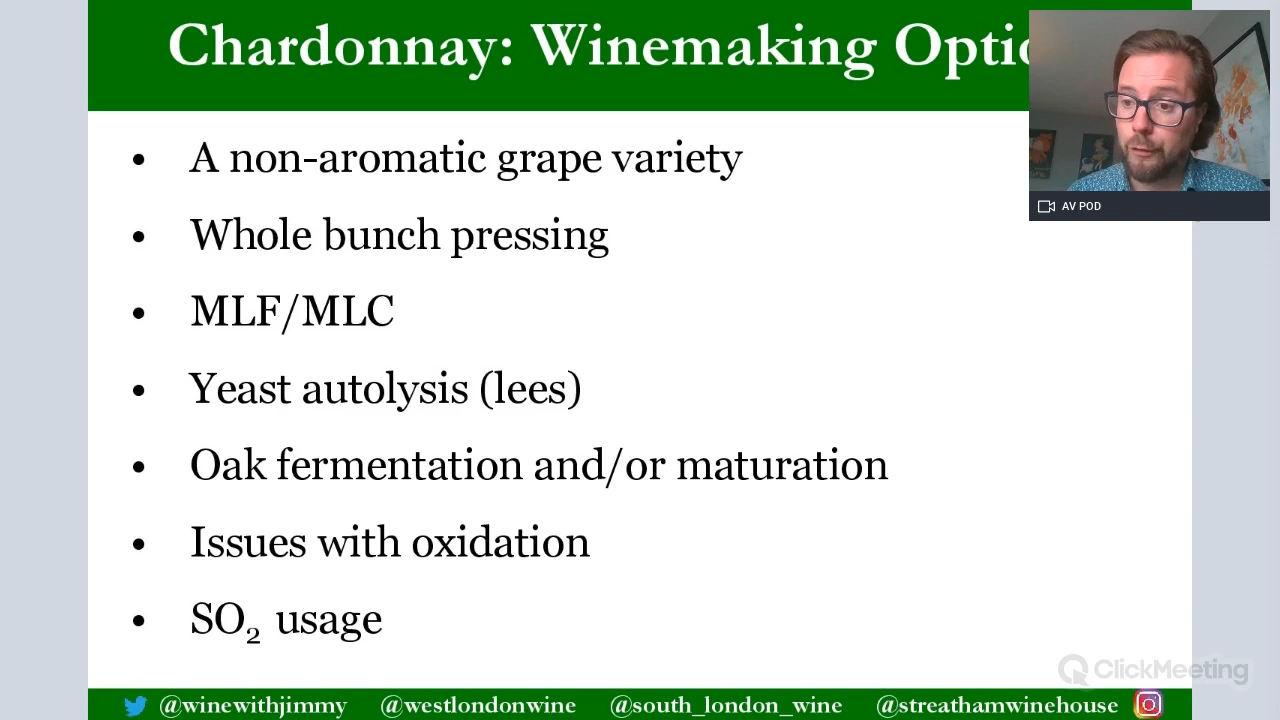 Chardonnay: Winemaking Optio
• A non-aromatic grape variety
• Whole bunch pressing
• MLF/MLC
• Yeast autolysis (lees)
• Oak fermentation and/or maturation
• Issues with oxidation
• SO₂ usage
AV POD
ClickMeeting
@winewithjimmy @westlondonwine @south_london_wine @streathamwinehouse